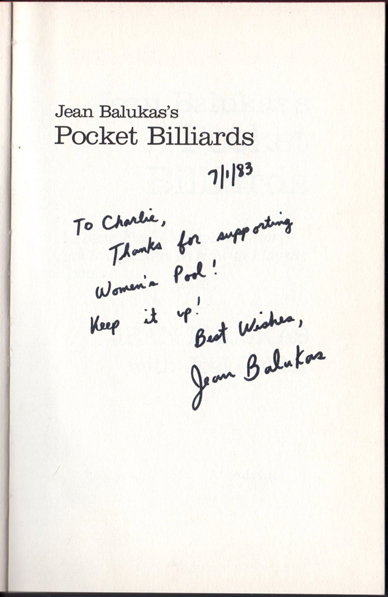 Jean Balukas's
Pocket Billiards
7/1/83
To Charlie,
Thanks for supporting
Women's Pool!
Keep it up!
Best Wishes,
Jean Balukas